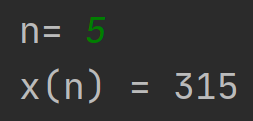 n= 5
x(n) = 315